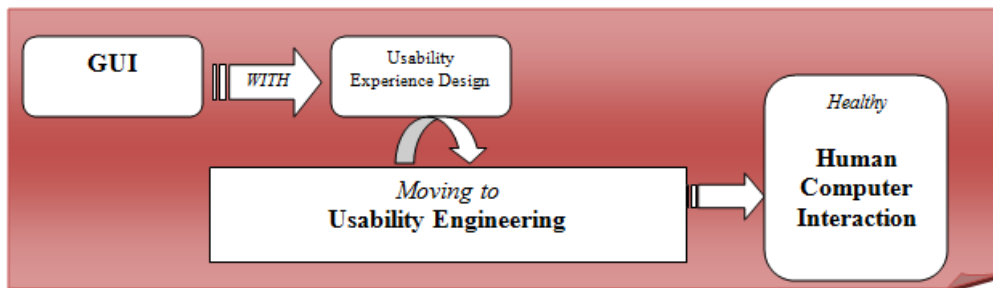 GUI
WITH
Usability
Experience Design
Moving to
Usability Engineering
Healthy
Human
Computer
Interaction